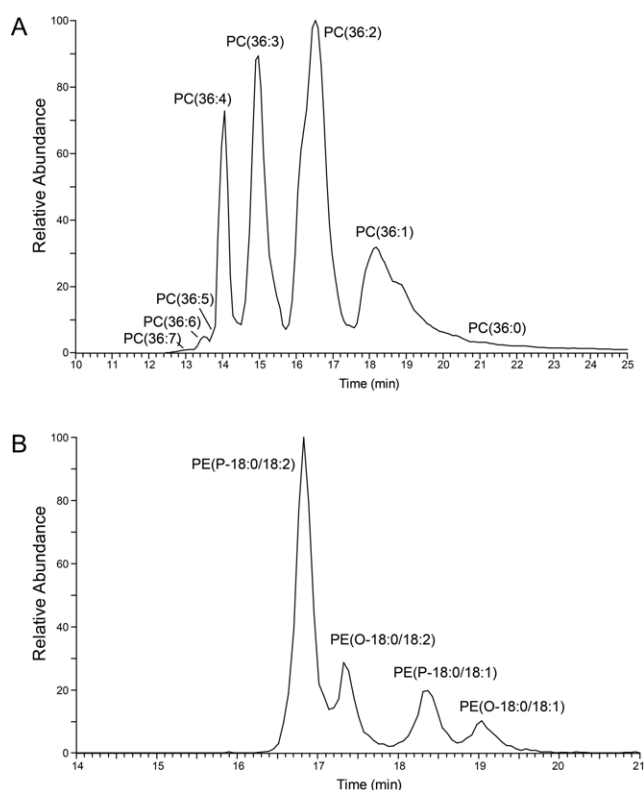 A
PC(36:2)
PC(36:3)
PC(36:4)
PC(36:1)
PC(36:5)
PC(36:6)
PC(36:7)
PC(36:0)
Relative Abundance
100
80
60
40
20
0
10 11 12 13 14 15 16 17 18 19 20 21 22 23 24 25
Time (min)
B
PE(P-18:0/18:2)
PE(O-18:0/18:2)
PE(P-18:0/18:1)
PE(O-18:0/18:1)
Relative Abundance
100
80
60
40
20
0
14 15 16 17 18 19 20 21
Time (min)